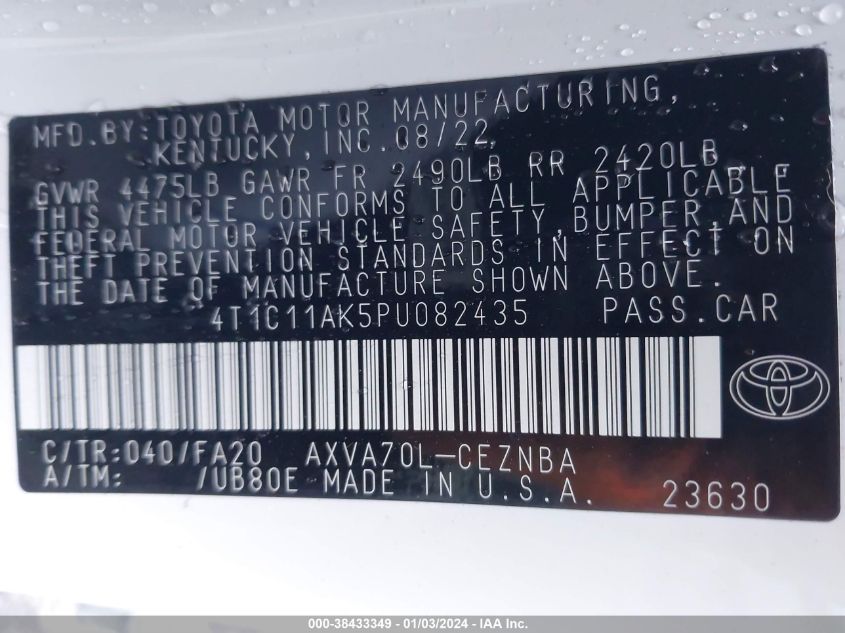 MFD.BY:TOYOTA MOTOR MANUFACTURING,
KENTUCKY, INC. 08/22
GVWR 4475LB GAWR FR 2490LB RR 2420LB
THIS VEHICLE CONFORMS TO ALL APPLICABLE
FEDERAL MOTOR VEHICLE SAFETY, BUMPER, AND
THEFT PREVENTION STANDARDS IN EFFECT ON
THE DATE OF MANUFACTURE SHOWN ABOVE.
4T1C11AK5PU082435 PASS.CAR
C/TR:040/FA20 AXVA70L-CEZNBA
A/TM: /UB80E MADE IN U.S.A. 23630
000-38433349 - 01/03/2024 - IAA Inc.